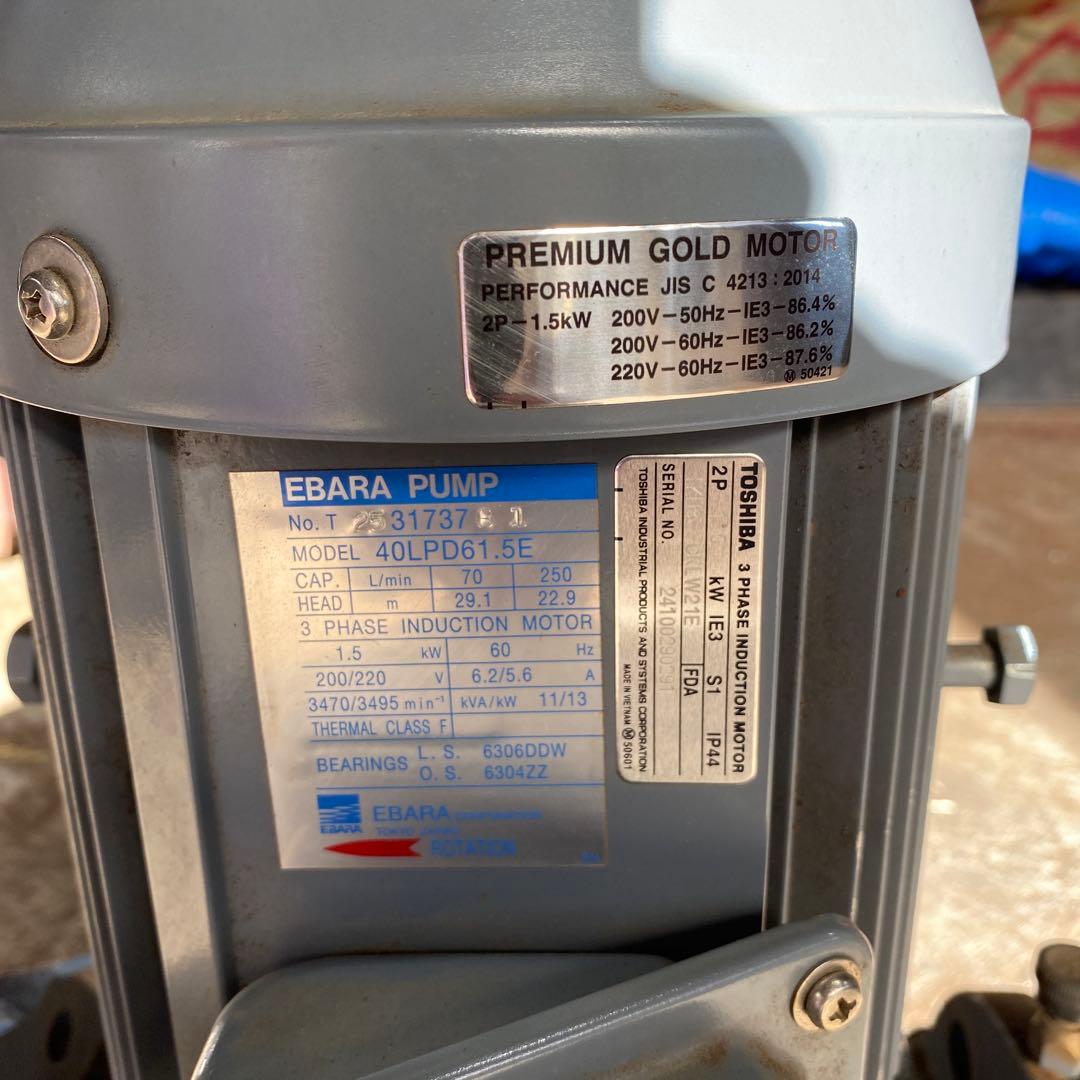 PREMIUM GOLD MOTOR
PERFORMANCE JIS C 4213 : 2014
2P-1.5kW 200V-50Hz-IE3-86.4%
200V-60Hz-IE3-86.2%
220V-60Hz-IE3-87.6%
Ⓜ 50421
EBARA PUMP
No. T 2531737 E 1
MODEL 40LPD61.5E
CAP. L/min 70 250
HEAD m 29.1 22.9
3 PHASE INDUCTION MOTOR
1.5 kW 60 Hz
200/220 V 6.2/5.6 A
3470/3495 min⁻¹ kVA/kW 11/13
THERMAL CLASS F
BEARINGS L. S. 6306DDW
O. S. 6304ZZ
EBARA
EBARA CORPORATION
TOKYO JAPAN
ROTATION
TOSHIBA 3 PHASE INDUCTION MOTOR
2P kW IE3 S1 IP44
FDA
SERIAL NO.
TOSHIBA INDUSTRIAL PRODUCTS AND SYSTEMS CORPORATION
MADE IN VIETNAM Ⓜ 50601